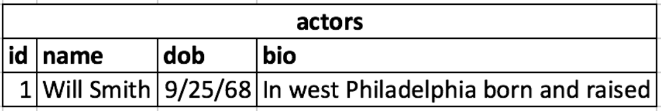 actors
id name dob bio
1 Will Smith 9/25/68 In west Philadelphia born and raised